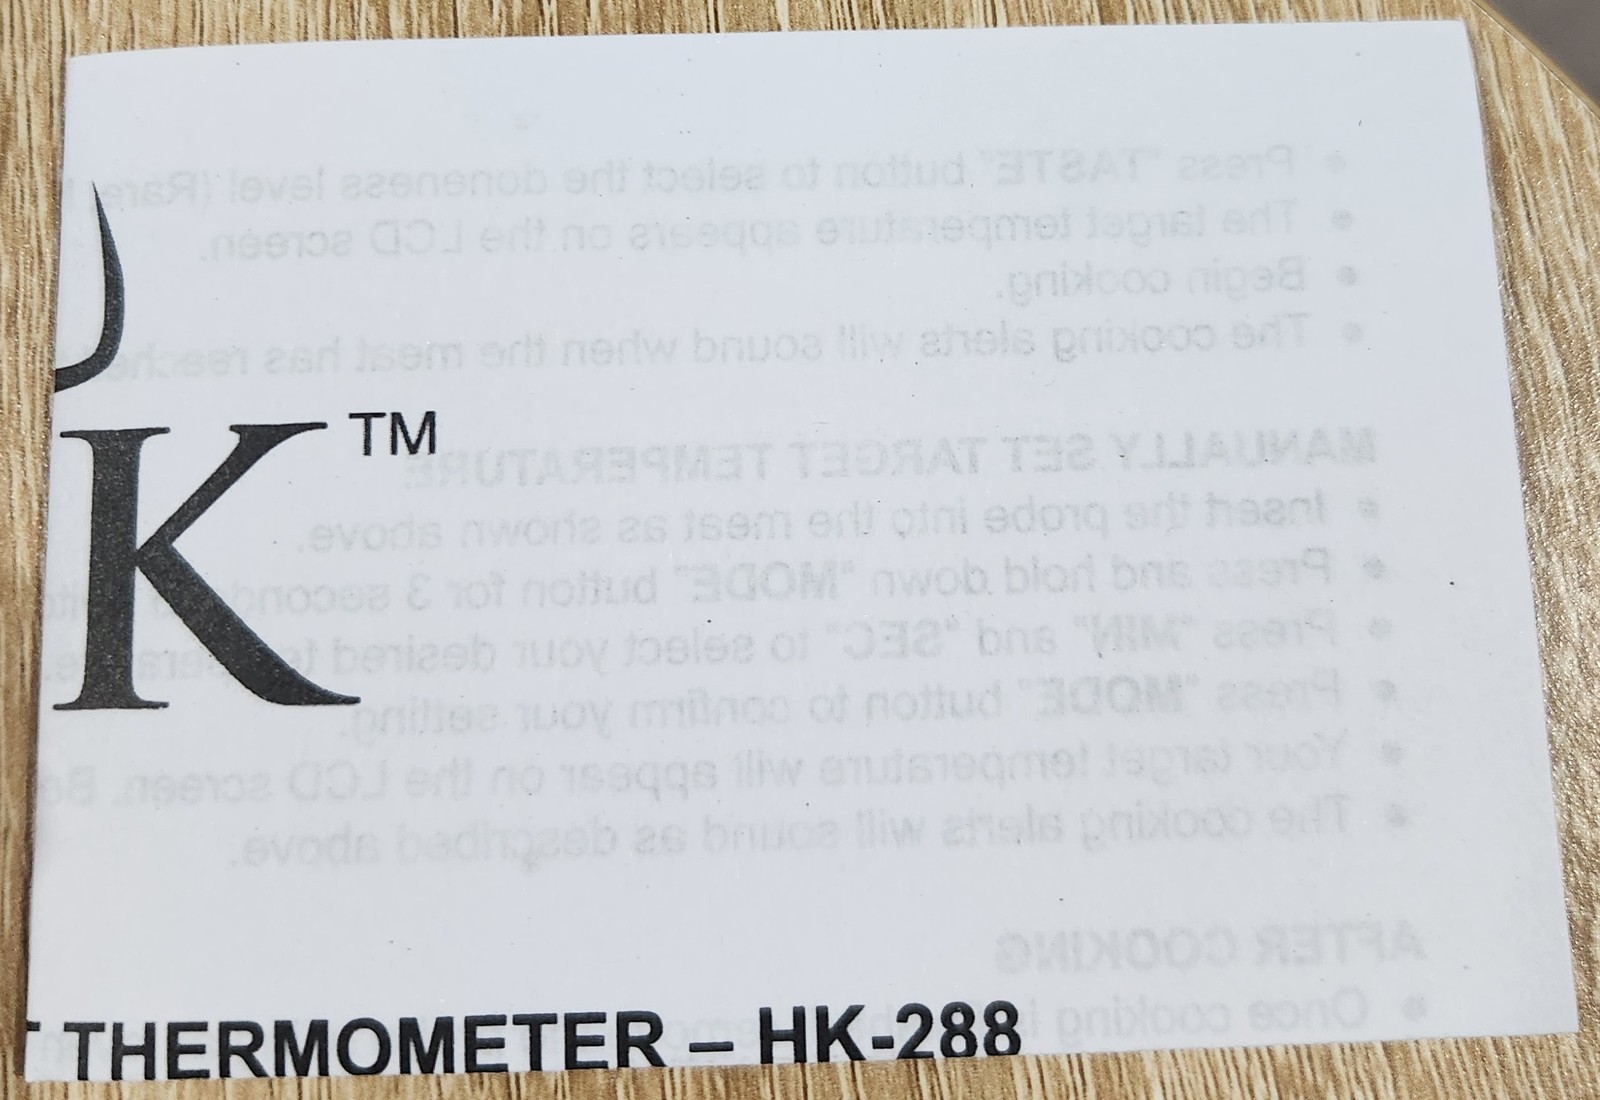 K™
THERMOMETER – HK-288
• Press "TASTE" button to select the doneness level (Rare,
• The target temperature appears on the LCD screen.
• Begin cooking.
• The cooking alerts will sound when the meat has reached
MANUALLY SET TARGET TEMPERATURE
• Insert the probe into the meat as shown above.
• Press and hold down "MODE" button for 3 seconds
• Press "MIN" and "SEC" to select your desired temperature.
• Press "MODE" button to confirm your setting.
• Your target temperature will appear on the LCD screen.
• The cooking alerts will sound as described above.
AFTER COOKING
• Once cooking